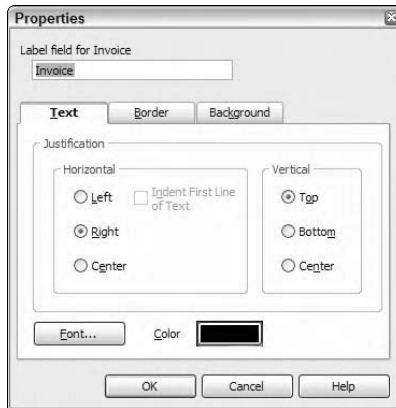 Properties
Label field for Invoice
Invoice
Text Border Background
Justification
Horizontal Vertical
Left Indent First Line of Text Top
Right Bottom
Center Center
Font... Color
OK Cancel Help